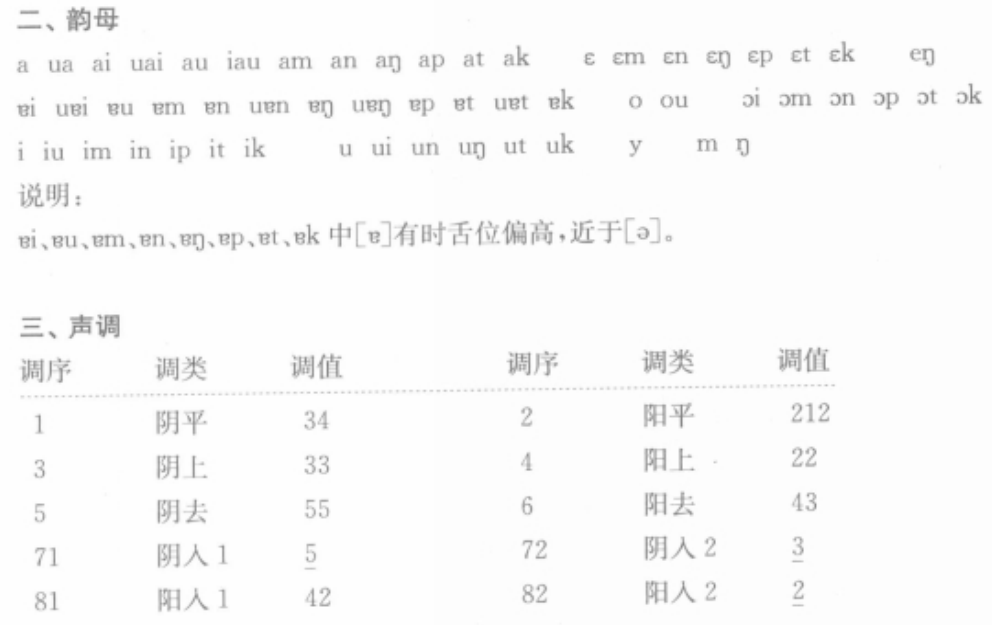 二、韵母
a ua ai uai au iau am an aŋ ap at ak ɛ ɛm ɛn ɛŋ ɛp ɛt ɛk eŋ
ɐi uɐi ɐu ɐm ɐn uɐn ɐŋ uɐŋ ɐp ɐt uɐt ɐk o ou ɔi ɔm ɔn ɔp ɔt ɔk
i iu im in ip it ik u ui un uŋ ut uk y m ŋ
说明：
ɐi、ɐu、ɐm、ɐn、ɐŋ、ɐp、ɐt、ɐk 中[ɐ]有时舌位偏高，近于[ə]。
三、声调
调序 调类 调值 调序 调类 调值
1 阴平 34 2 阳平 212
3 阴上 33 4 阳上 22
5 阴去 55 6 阳去 43
71 阴入 1 5 72 阴入 2 3
81 阳入 1 42 82 阳入 2 2